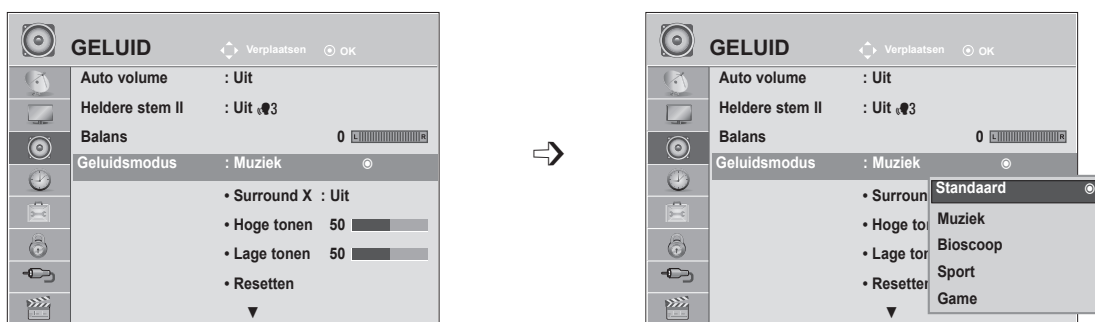 GELUID Verplaatsen OK
Auto volume : Uit
Heldere stem II : Uit 3
Balans 0 L R
Geluidsmodus : Muziek
• Surround X : Uit
• Hoge tonen 50
• Lage tonen 50
• Resetten
GELUID Verplaatsen OK
Auto volume : Uit
Heldere stem II : Uit 3
Balans 0 L R
Geluidsmodus : Muziek
• Surroun
• Hoge to
• Lage tor
• Resetter
Standaard
Muziek
Bioscoop
Sport
Game